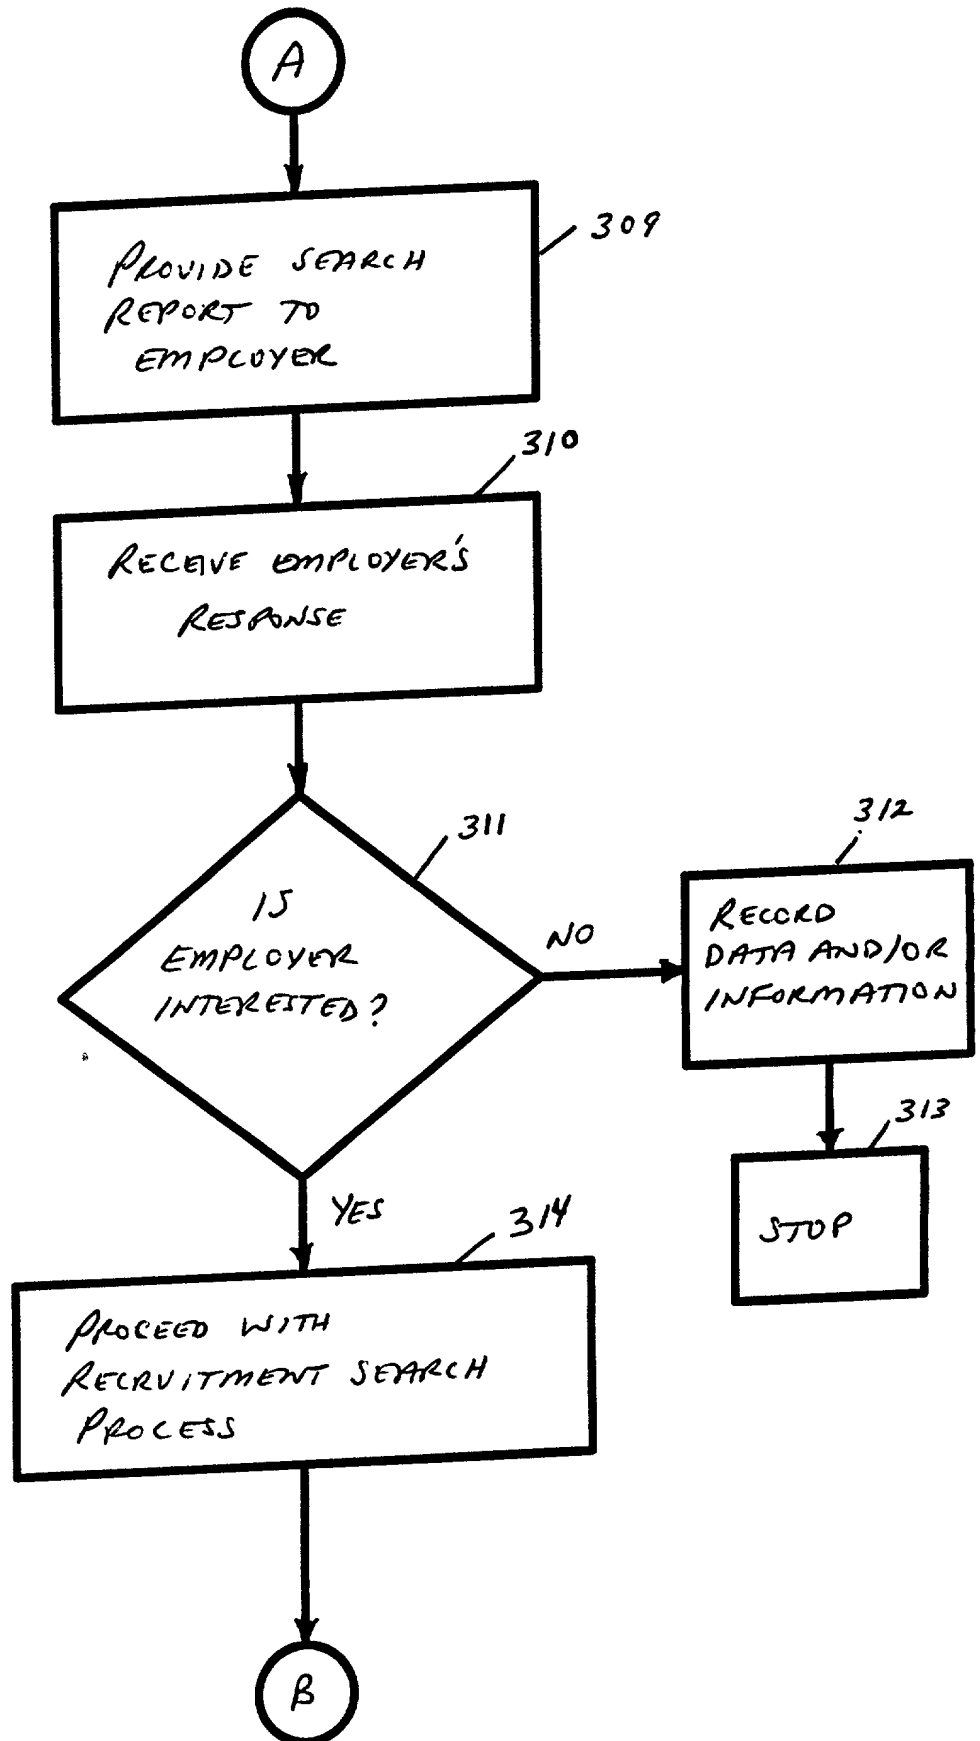 A
309
PROVIDE SEARCH
REPORT TO
EMPLOYER
310
RECEIVE EMPLOYER'S
RESPONSE
311
IS
EMPLOYER
INTERESTED?
NO
312
RECORD
DATA AND/OR
INFORMATION
313
STOP
YES
314
PROCEED WITH
RECRUITMENT SEARCH
PROCESS
B